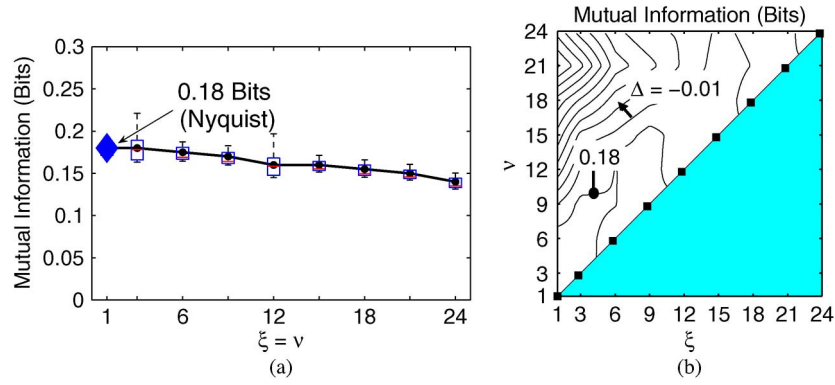 Mutual Information (Bits)
0.3
0.25
0.2
0.15
0.1
0.05
0
0.18 Bits
(Nyquist)
1 6 12 18 24
ξ = ν
(a)
Mutual Information (Bits)
24
21
18
15
12
9
7
3
1
ν
Δ = −0.01
0.18
1 3 6 9 12 15 18 21 24
ξ
(b)